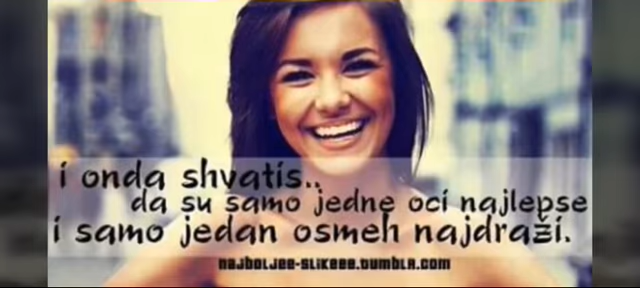 i onda shvatis..
da su samo jedne oci najlepse
i samo jedan osmeh najdraži.
najboljee-slikeee.tumblr.com